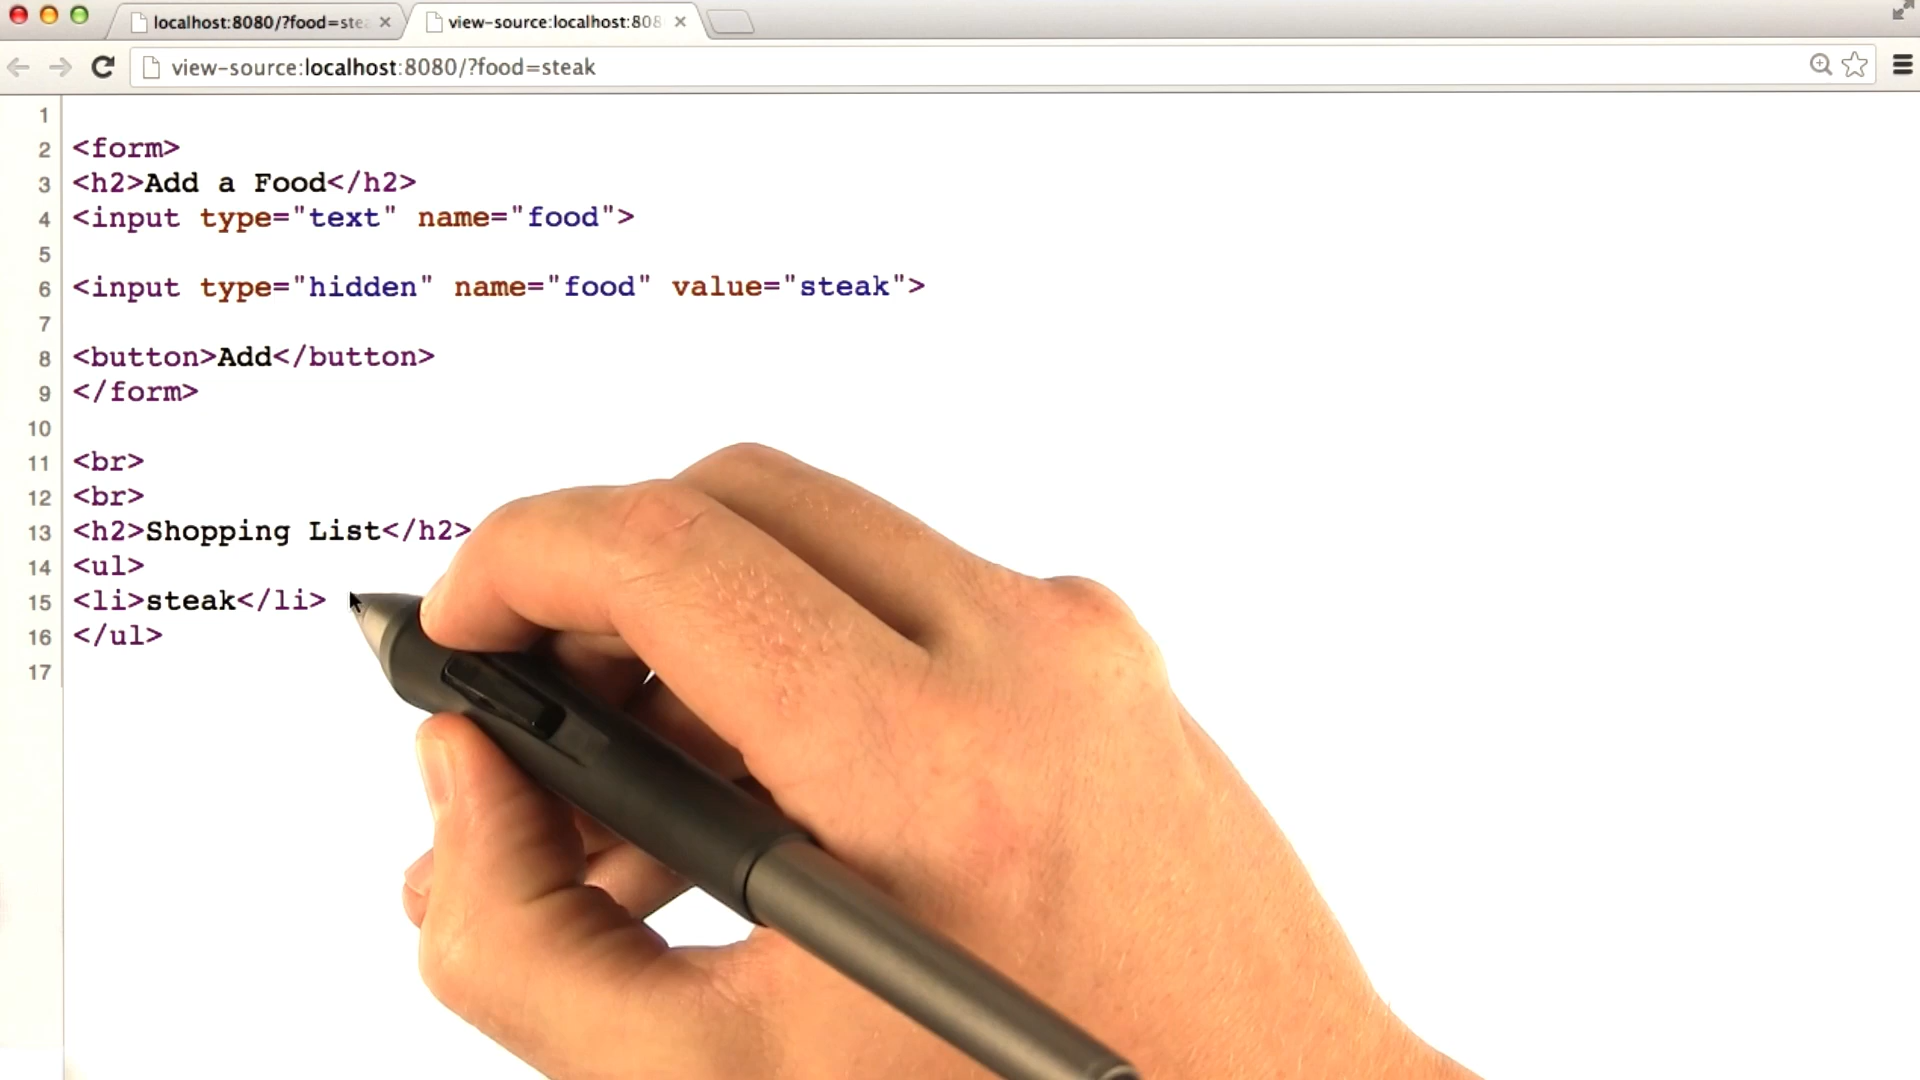 localhost:8080/?food=ste
view-source:localhost:808
view-source:localhost:8080/?food=steak
1
2 <form>
3 <h2>Add a Food</h2>
4 <input type="text" name="food">
5
6 <input type="hidden" name="food" value="steak">
7
8 <button>Add</button>
9 </form>
10
11 <br>
12 <br>
13 <h2>Shopping List</h2>
14 <ul>
15 <li>steak</li>
16 </ul>
17